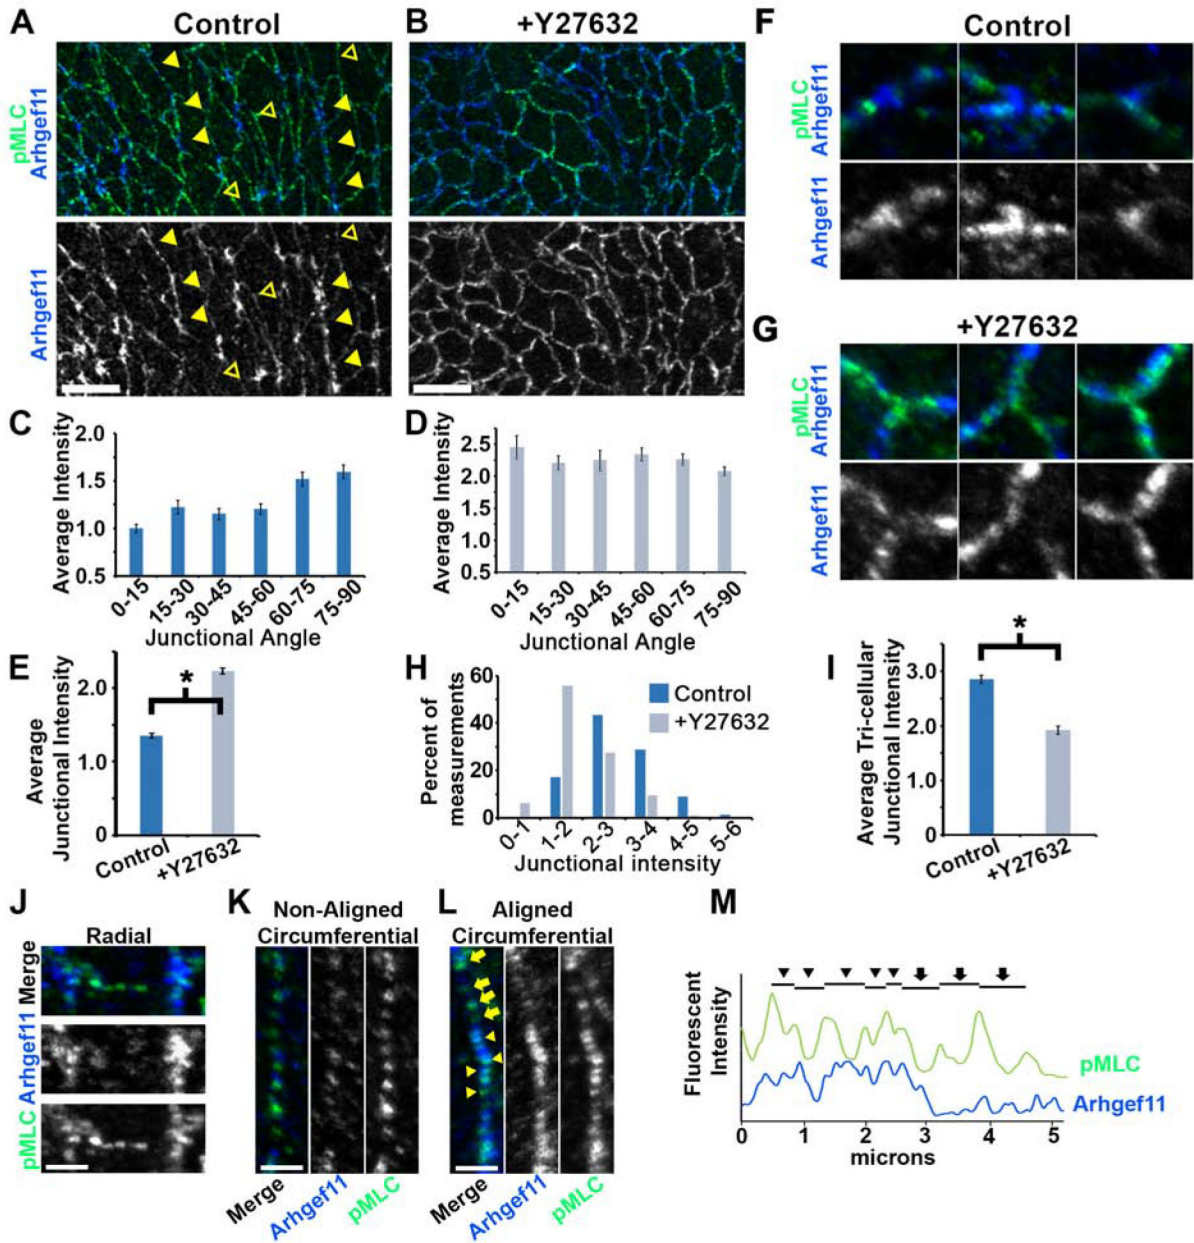 A Control
B +Y27632
pMLC
Arhgef11
Arhgef11
F Control
pMLC
Arhgef11
Arhgef11
G +Y27632
pMLC
Arhgef11
Arhgef11
C
Average Intensity
2.0
1.5
1.0
0.5
0-15
15-30
30-45
45-60
60-75
75-90
Junctional Angle
D
Average Intensity
2.5
2.0
1.5
1.0
0.5
0-15
15-30
30-45
45-60
60-75
75-90
Junctional Angle
E
Average
Junctional Intensity
2.0
1.0
0
*
Control
+Y27632
H
Percent of
measurements
60
40
20
0
Control
+Y27632
0-1
1-2
2-3
3-4
4-5
5-6
Junctional intensity
I
Average Tri-cellular
Junctional Intensity
3.0
2.0
1.0
0
*
Control
+Y27632
J
Radial
pMLC Arhgef11 Merge
K Non-Aligned
Circumferential
Merge
Arhgef11
pMLC
L Aligned
Circumferential
Merge
Arhgef11
pMLC
M
Fluorescent
Intensity
pMLC
Arhgef11
0 1 2 3 4 5
microns